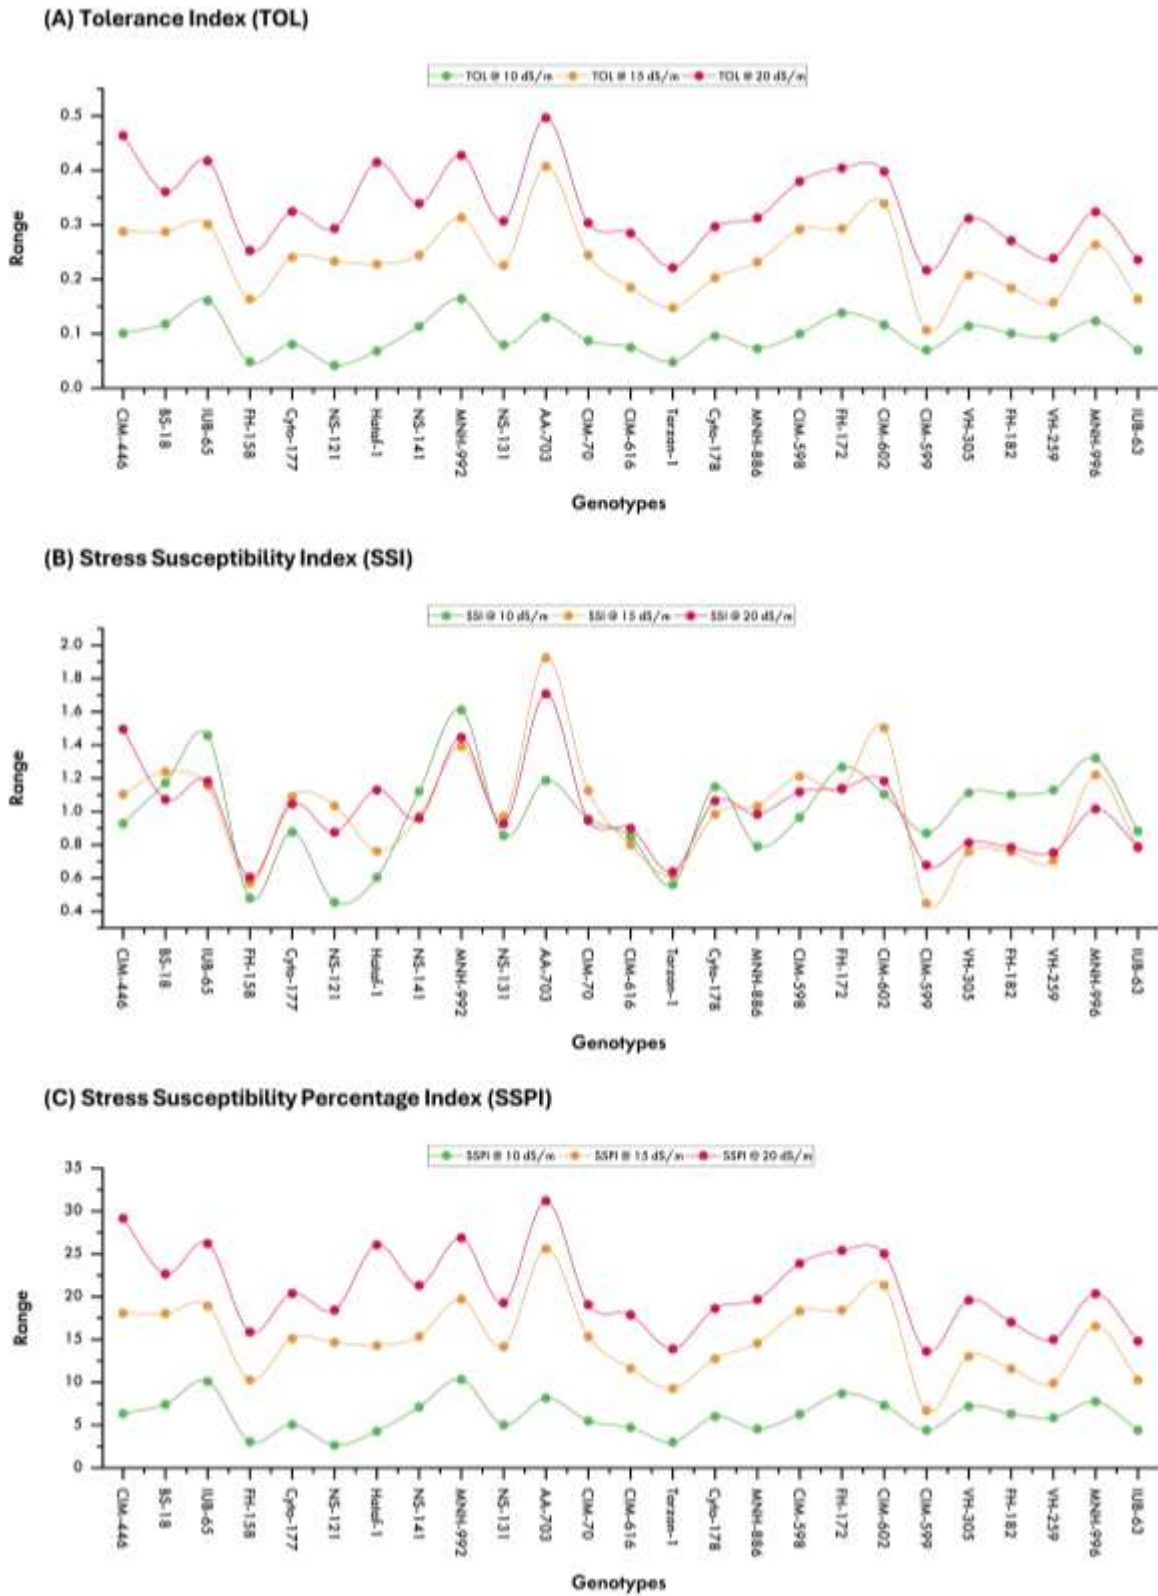 (A) Tolerance Index (TOL)
TOL @ 10 dS/m TOL @ 15 dS/m TOL @ 20 dS/m
0.5
0.4
0.3
0.2
0.1
0.0
Range
CIM-446 BS-18 IUB-65 FH-158 Cyto-177 NS-121 Hataf-1 NS-141 MNH-992 NS-131 AA-703 CIM-70 CIM-616 Tarzan-1 Cyto-178 MNH-886 CIM-598 FH-172 CIM-602 CIM-599 VH-305 FH-182 VH-259 MNH-996 IUB-63
Genotypes
(B) Stress Susceptibility Index (SSI)
SSI @ 10 dS/m SSI @ 15 dS/m SSI @ 20 dS/m
2.0
1.8
1.6
1.4
1.2
1.0
0.8
0.6
0.4
Range
CIM-446 BS-18 IUB-65 FH-158 Cyto-177 NS-121 Hataf-1 NS-141 MNH-992 NS-131 AA-703 CIM-70 CIM-616 Tarzan-1 Cyto-178 MNH-886 CIM-598 FH-172 CIM-602 CIM-599 VH-305 FH-182 VH-259 MNH-996 IUB-63
Genotypes
(C) Stress Susceptibility Percentage Index (SSPI)
SSPI @ 10 dS/m SSPI @ 15 dS/m SSPI @ 20 dS/m
35
30
25
20
15
10
5
0
Range
CIM-446 BS-18 IUB-65 FH-158 Cyto-177 NS-121 Hataf-1 NS-141 MNH-992 NS-131 AA-703 CIM-70 CIM-616 Tarzan-1 Cyto-178 MNH-886 CIM-598 FH-172 CIM-602 CIM-599 VH-305 FH-182 VH-259 MNH-996 IUB-63
Genotypes